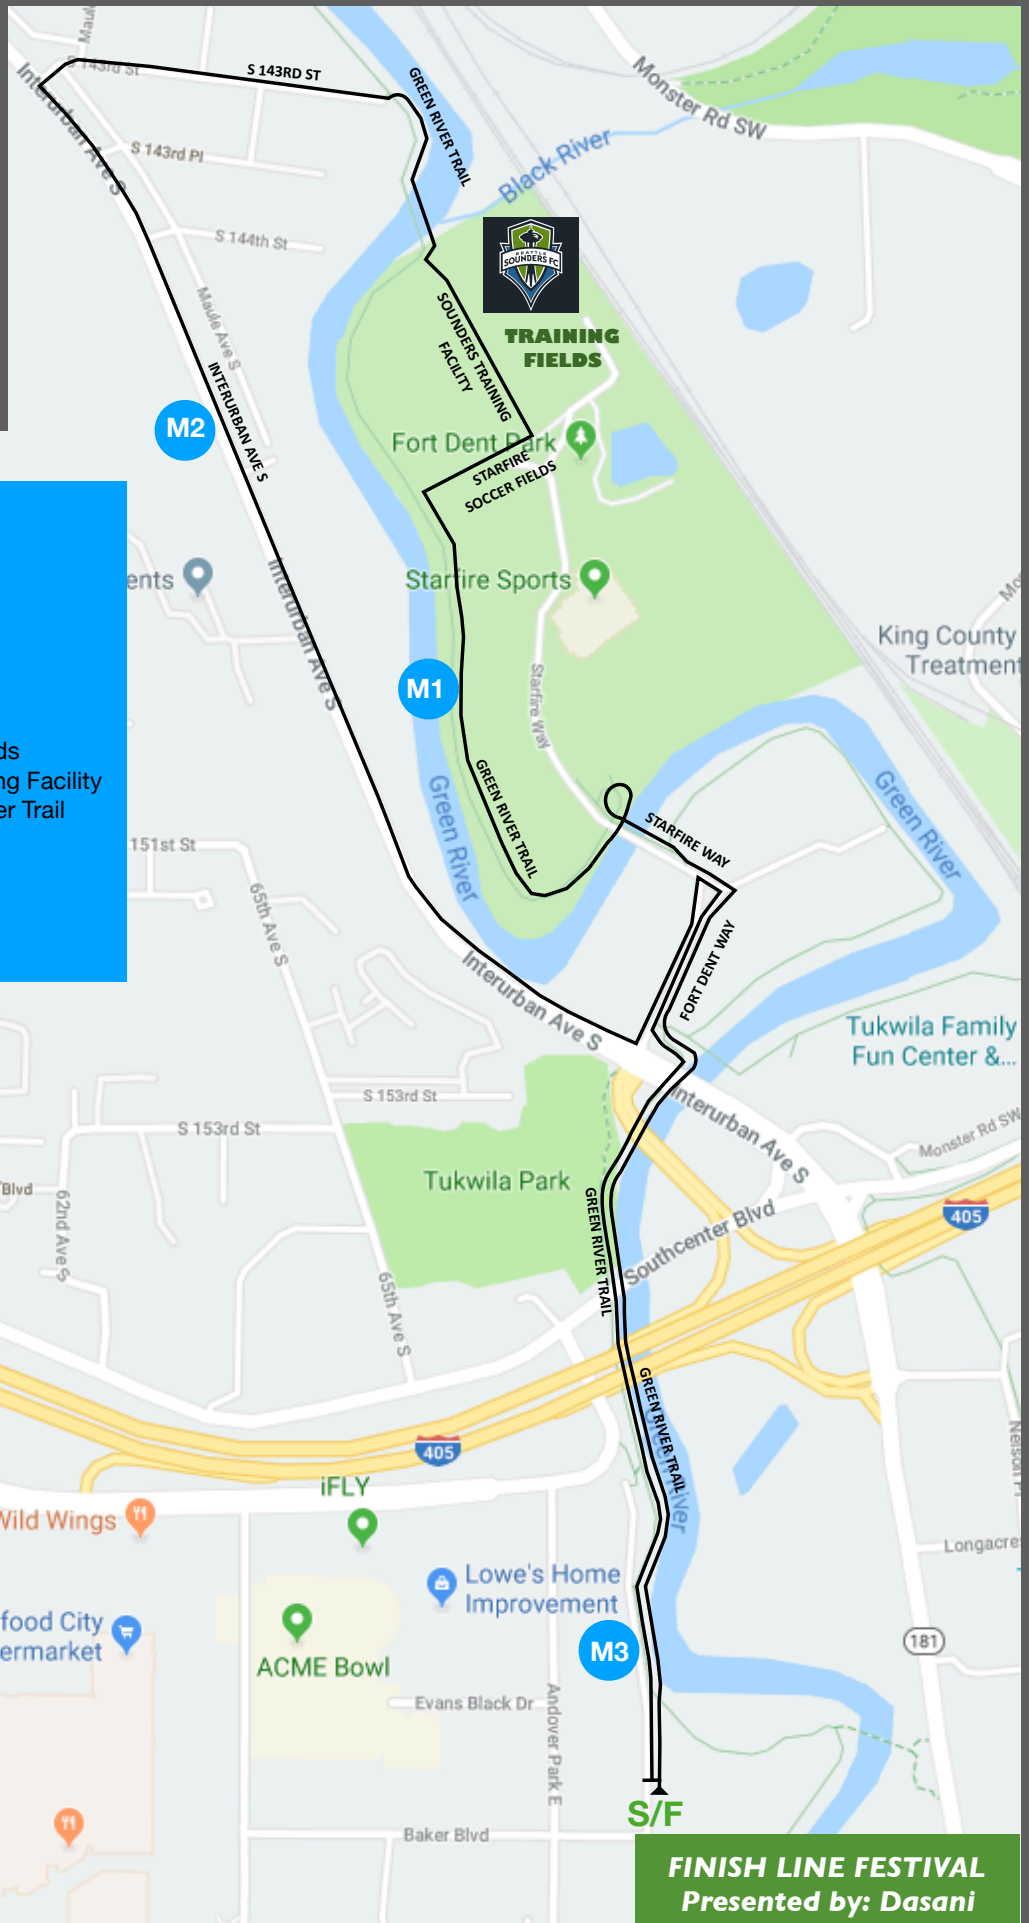 Maule
S 143rd St
S 143RD ST
GREEN RIVER TRAIL
Monster Rd SW
Interurban Ave S
S 143rd Pl
Black River
S 144th St
SEATTLE
SOUNDERS FC
TRAINING
FIELDS
Maule Ave S
SOUNDERS TRAINING
FACILITY
INTERURBAN AVE S
M2
Fort Dent Park
STARFIRE
SOCCER FIELDS
ents
Starfire Sports
Interurban Ave S
King County
Treatment
M1
Starfire Way
ds
ng Facility
er Trail
GREEN RIVER TRAIL
Green River
Green River
STARFIRE WAY
151st St
65th Ave S
FORT DENT WAY
Interurban Ave S
Tukwila Family
Fun Center &...
S 153rd St
Interurban Ave S
S 153rd St
Monster Rd SW
Tukwila Park
Blvd
62nd Ave S
GREEN RIVER TRAIL
405
Southcenter Blvd
65th Ave S
GREEN RIVER TRAIL
Green River
405
iFLY
Wild Wings
Longacre
Lowe's Home
Improvement
food City
ermarket
M3
181
ACME Bowl
Evans Black Dr
Andover Park E
S/F
Baker Blvd
FINISH LINE FESTIVAL
Presented by: Dasani